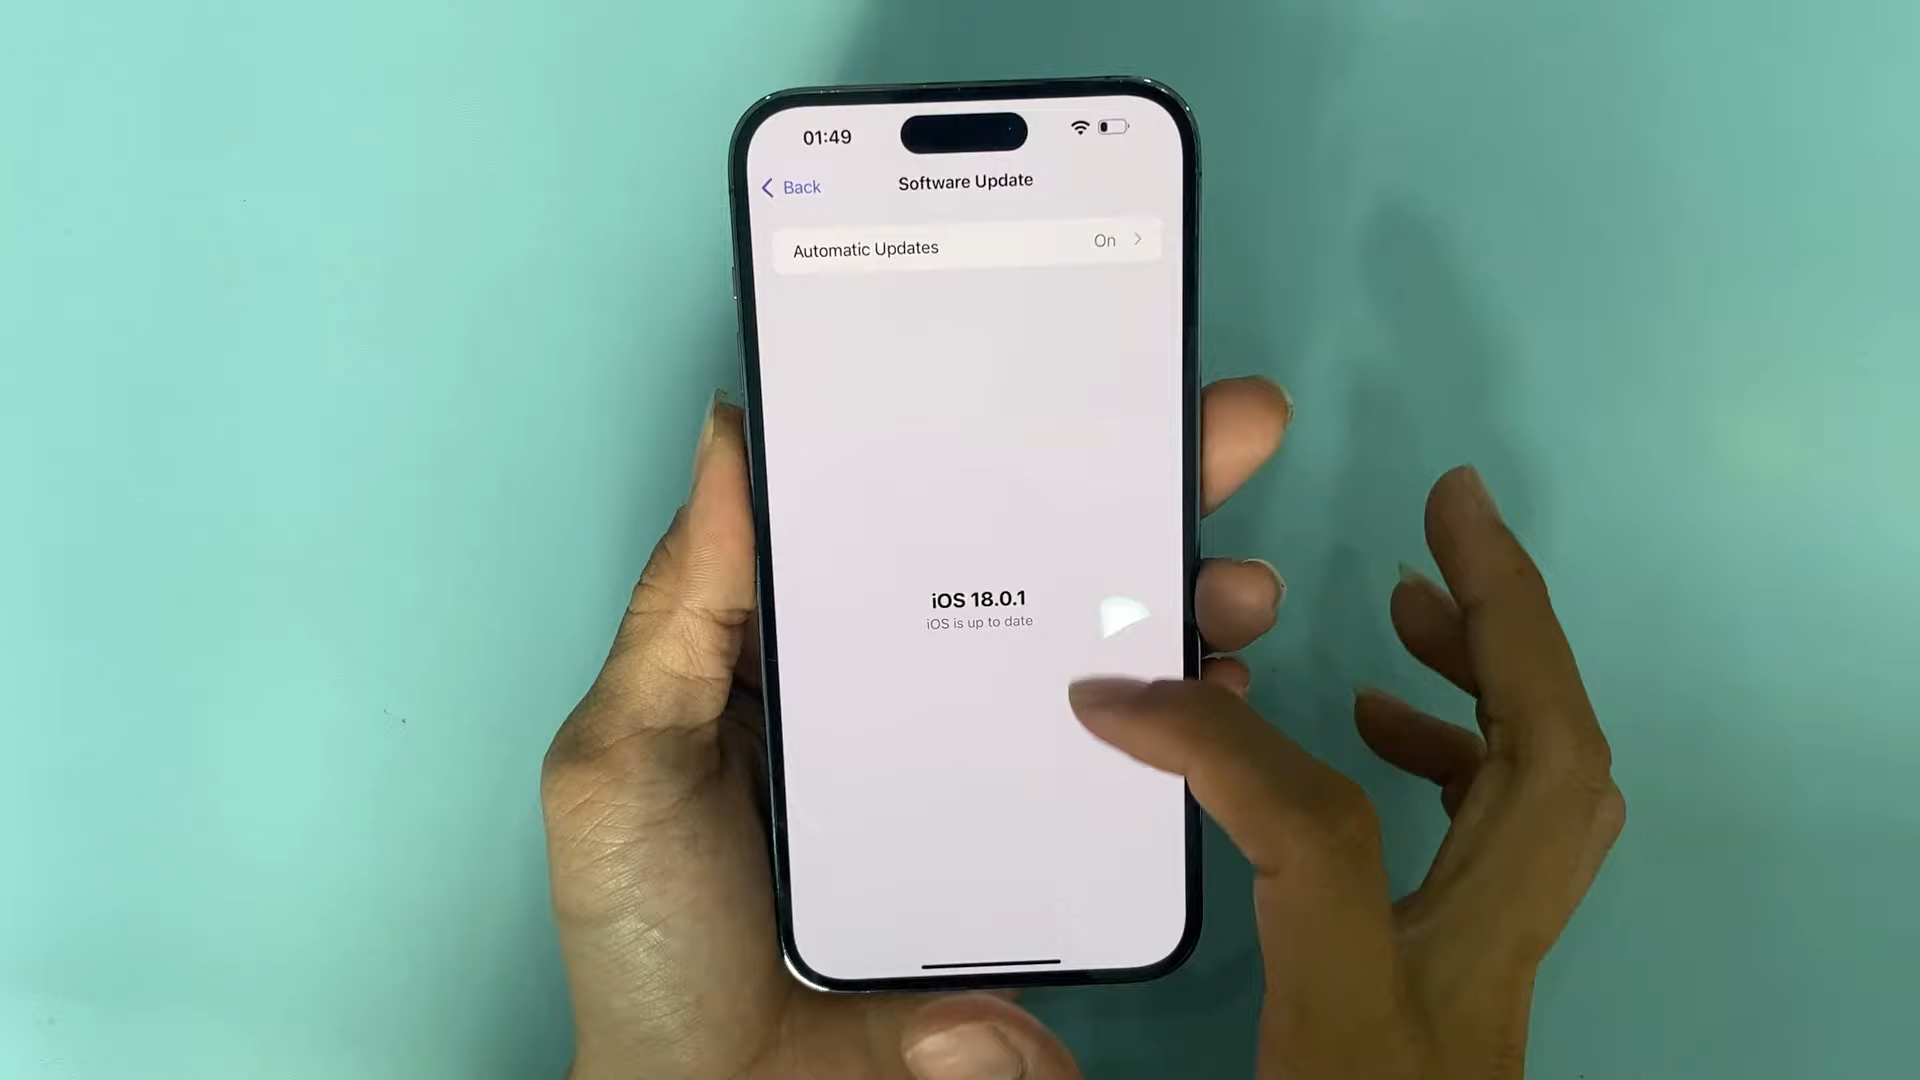 01:49
Back
Software Update
Automatic Updates On
iOS 18.0.1
iOS is up to date